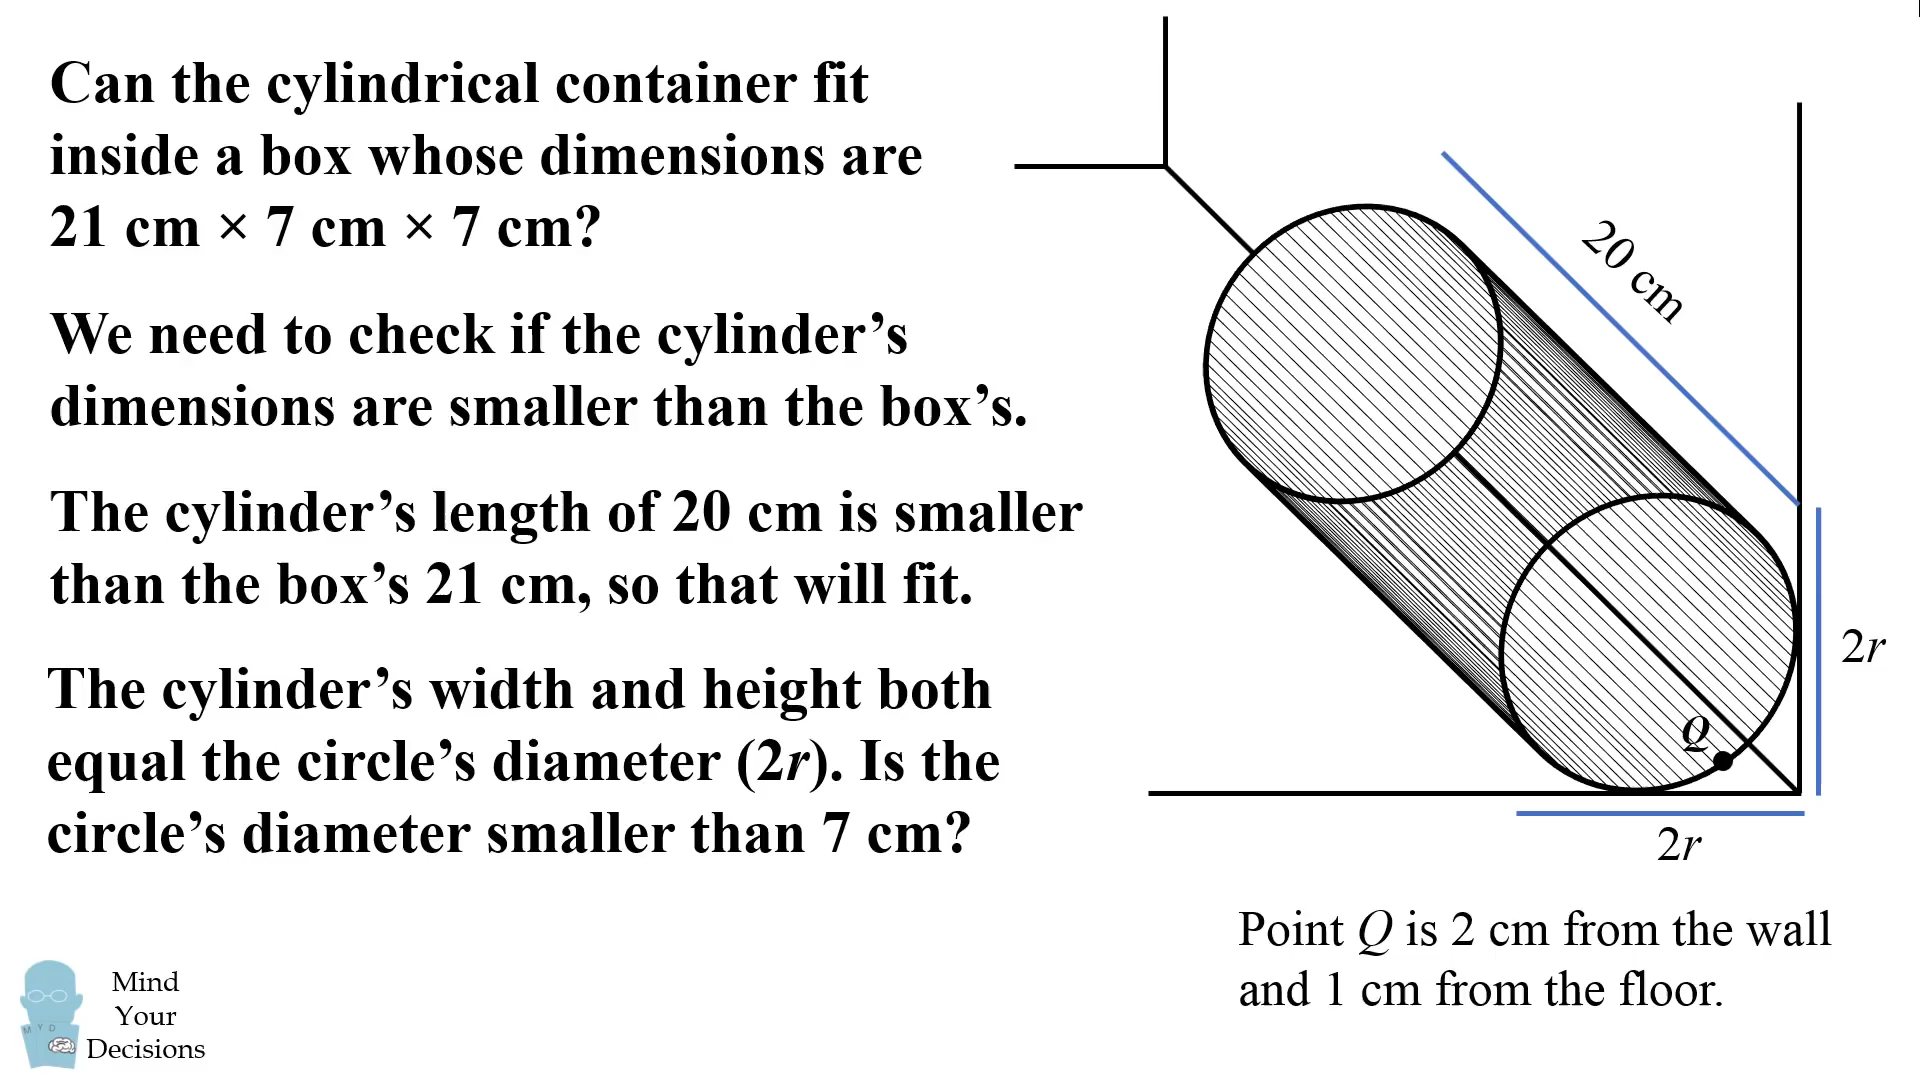 Can the cylindrical container fit
inside a box whose dimensions are
21 cm × 7 cm × 7 cm?
We need to check if the cylinder’s
dimensions are smaller than the box’s.
The cylinder’s length of 20 cm is smaller
than the box’s 21 cm, so that will fit.
The cylinder’s width and height both
equal the circle’s diameter (2r). Is the
circle’s diameter smaller than 7 cm?
20 cm
2r
Q
2r
Point Q is 2 cm from the wall
and 1 cm from the floor.
M Y D
Mind
Your
Decisions